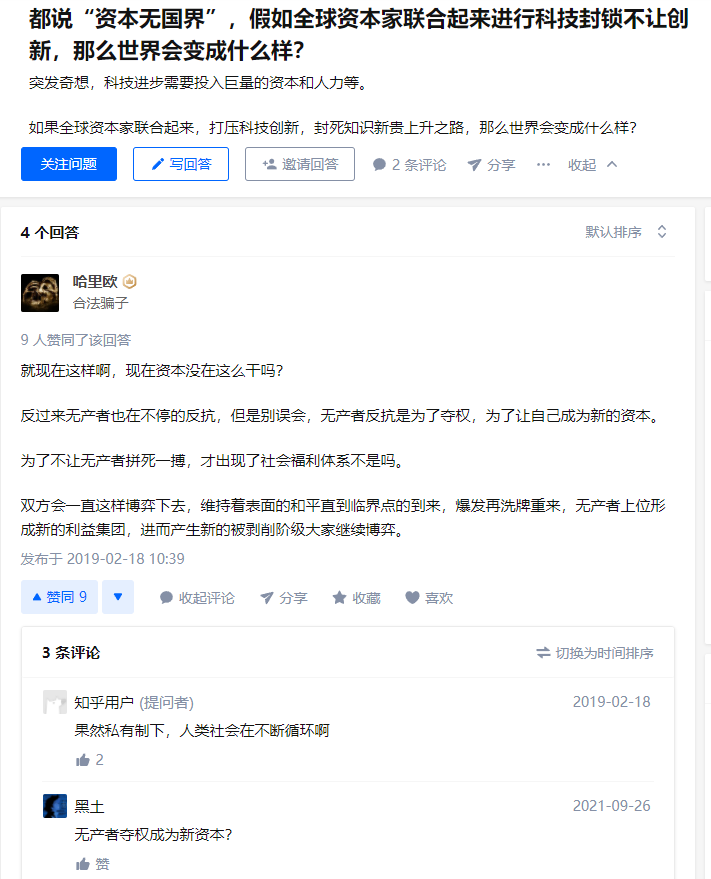 都说“资本无国界”，假如全球资本家联合起来进行科技封锁不让创
新，那么世界会变成什么样？
突发奇想，科技进步需要投入巨量的资本和人力等。
如果全球资本家联合起来，打压科技创新，封死知识新贵上升之路，那么世界会变成什么样？
关注问题 写回答 邀请回答 2 条评论 分享 ··· 收起
4 个回答 默认排序
哈里欧
合法骗子
9 人赞同了该回答
就现在这样啊，现在资本没在这么干吗？
反过来无产者也在不停的反抗，但是别误会，无产者反抗是为了夺权，为了让自己成为新的资本。
为了不让无产者拼死一搏，才出现了社会福利体系不是吗。
双方会一直这样博弈下去，维持着表面的和平直到临界点的到来，爆发再洗牌重来，无产者上位形
成新的利益集团，进而产生新的被剥削阶级大家继续博弈。
发布于 2019-02-18 10:39
赞同 9 收起评论 分享 收藏 喜欢
3 条评论 切换为时间排序
知乎用户 (提问者) 2019-02-18
果然私有制下，人类社会在不断循环啊
2
黑土 2021-09-26
无产者夺权成为新资本？
赞